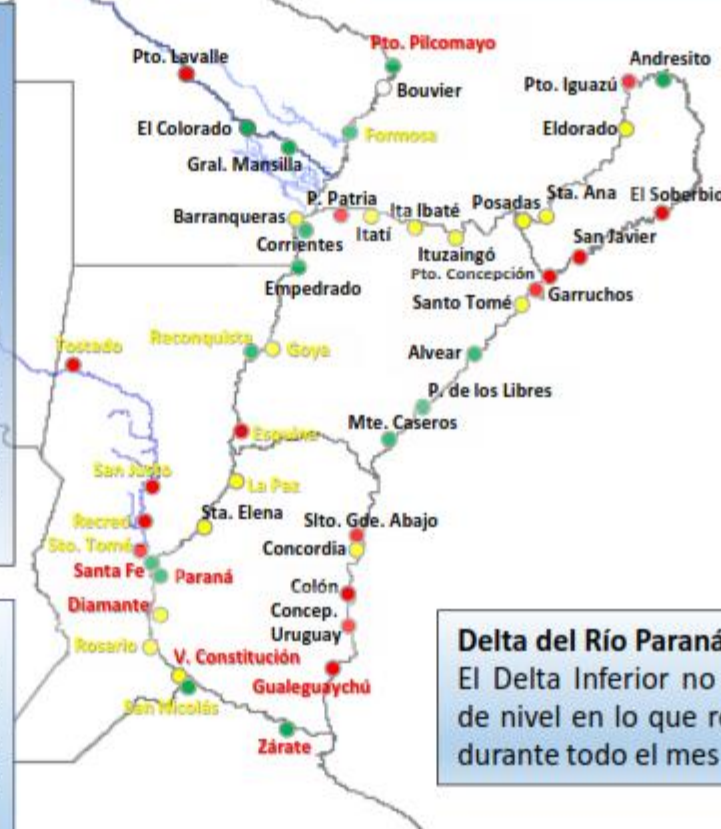 Pto. Pilcomayo
Pto. Lavalle
Andresito
Bouvier
Pto. Iguazú
El Colorado
Formosa
Eldorado
Gral. Mansilla
P. Patria
Ita Ibaté
Posadas
Sta. Ana
El Soberbio
Barranqueras
Itatí
Corrientes
Ituzaingó
San Javier
Pto. Concepción
Empedrado
Santo Tomé
Garruchos
Reconquista
Goya
Tostado
Alvear
P. de los Libres
Mte. Caseros
Esquina
San Justo
La Paz
Recreo
Sta. Elena
Slto. Gde. Abajo
Sto. Tomé
Concordia
Santa Fe
Paraná
Colón
Diamante
Concep.
Uruguay
Rosario
V. Constitución
Gualeguaychú
San Nicolás
Zárate
Delta del Río Paraná
El Delta Inferior no
de nivel en lo que
durante todo el mes